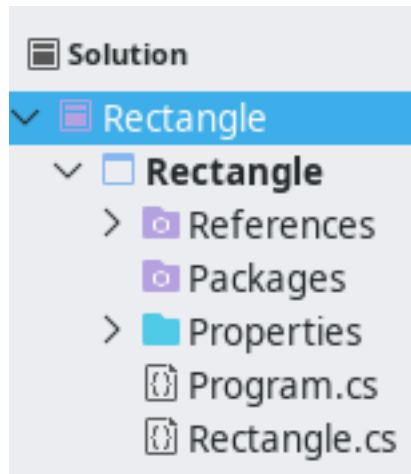 Solution
Rectangle
Rectangle
References
Packages
Properties
Program.cs
Rectangle.cs